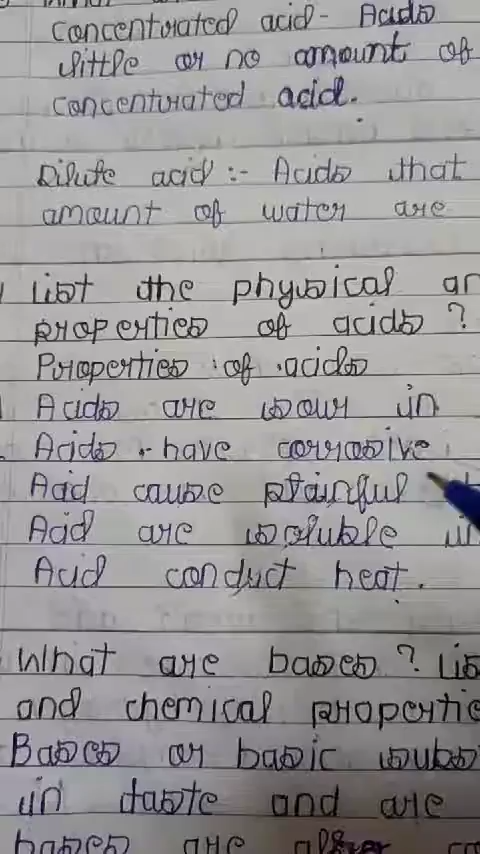 concentrated acid - Acids
little or no amount of
concentrated acid.
Dilute acid :- Acids that
amount of water are
List the physical an
properties of acids ?
Properties of acids
Acids are sour in
Acids have corrosive
Acid cause painful
Acid are soluble in
Acid conduct heat.
What are bases ? Lis
and chemical propertie
Bases or basic subs
in taste and are
bases are